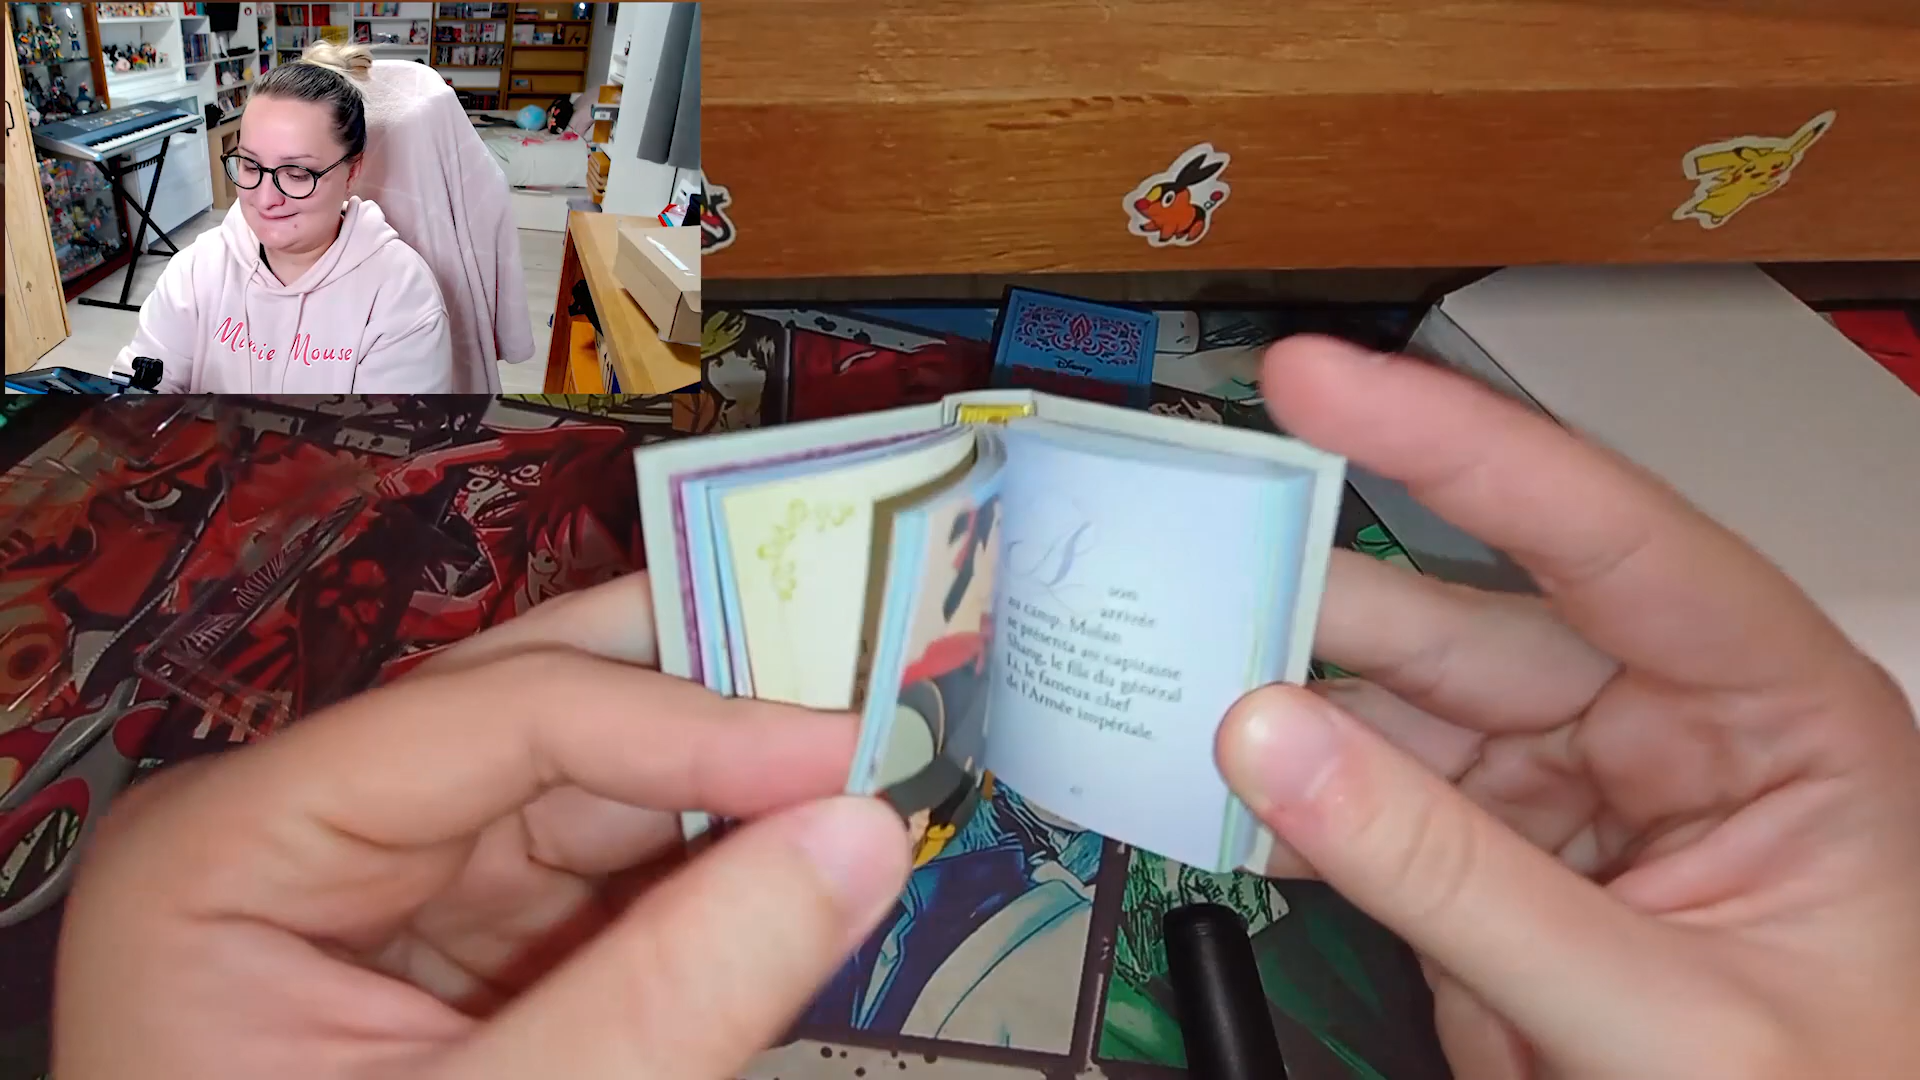 Minnie Mouse
Disney
son
arrivée
au camp, Mulan
se présenta au capitaine
Shang, le fils du général
Li, le fameux chef
de l'Armée impériale.